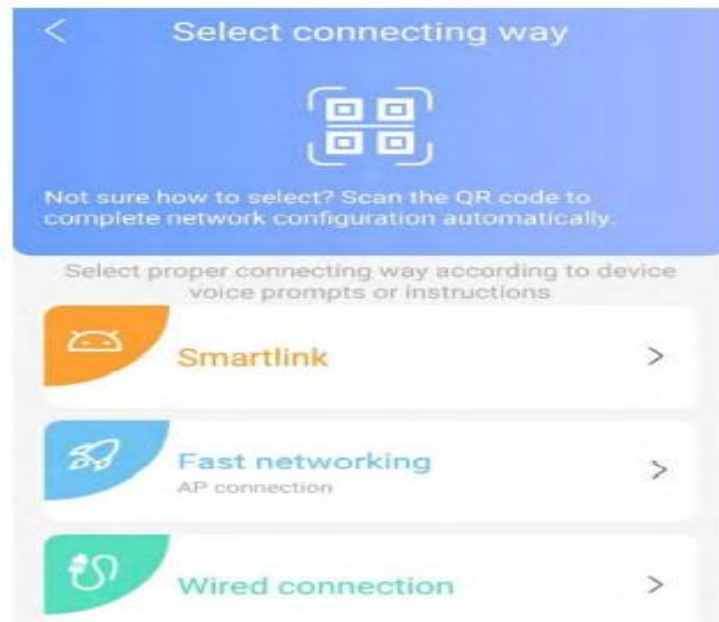 Select connecting way
Not sure how to select? Scan the QR code to
complete network configuration automatically.
Select proper connecting way according to device
voice prompts or instructions
Smartlink
Fast networking
AP connection
Wired connection